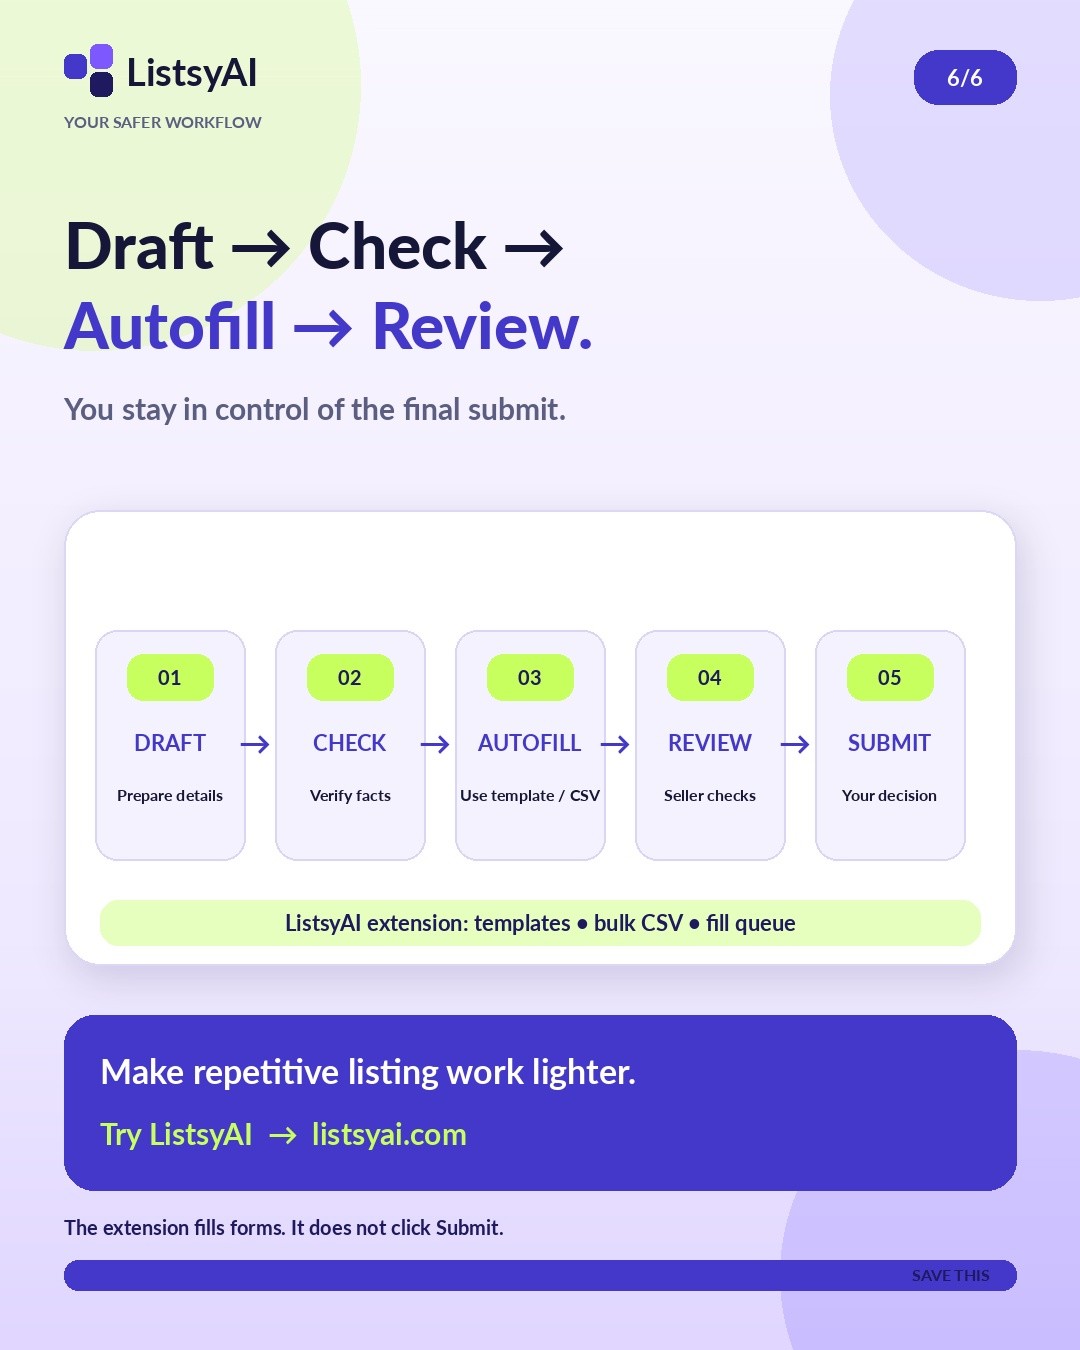 ListsyAI
6/6
YOUR SAFER WORKFLOW
Draft → Check →
Autofill → Review.
You stay in control of the final submit.
01
DRAFT
Prepare details
→
02
CHECK
Verify facts
→
03
AUTOFILL
Use template / CSV
→
04
REVIEW
Seller checks
→
05
SUBMIT
Your decision
ListsyAI extension: templates • bulk CSV • fill queue
Make repetitive listing work lighter.
Try ListsyAI → listsyai.com
The extension fills forms. It does not click Submit.
SAVE THIS